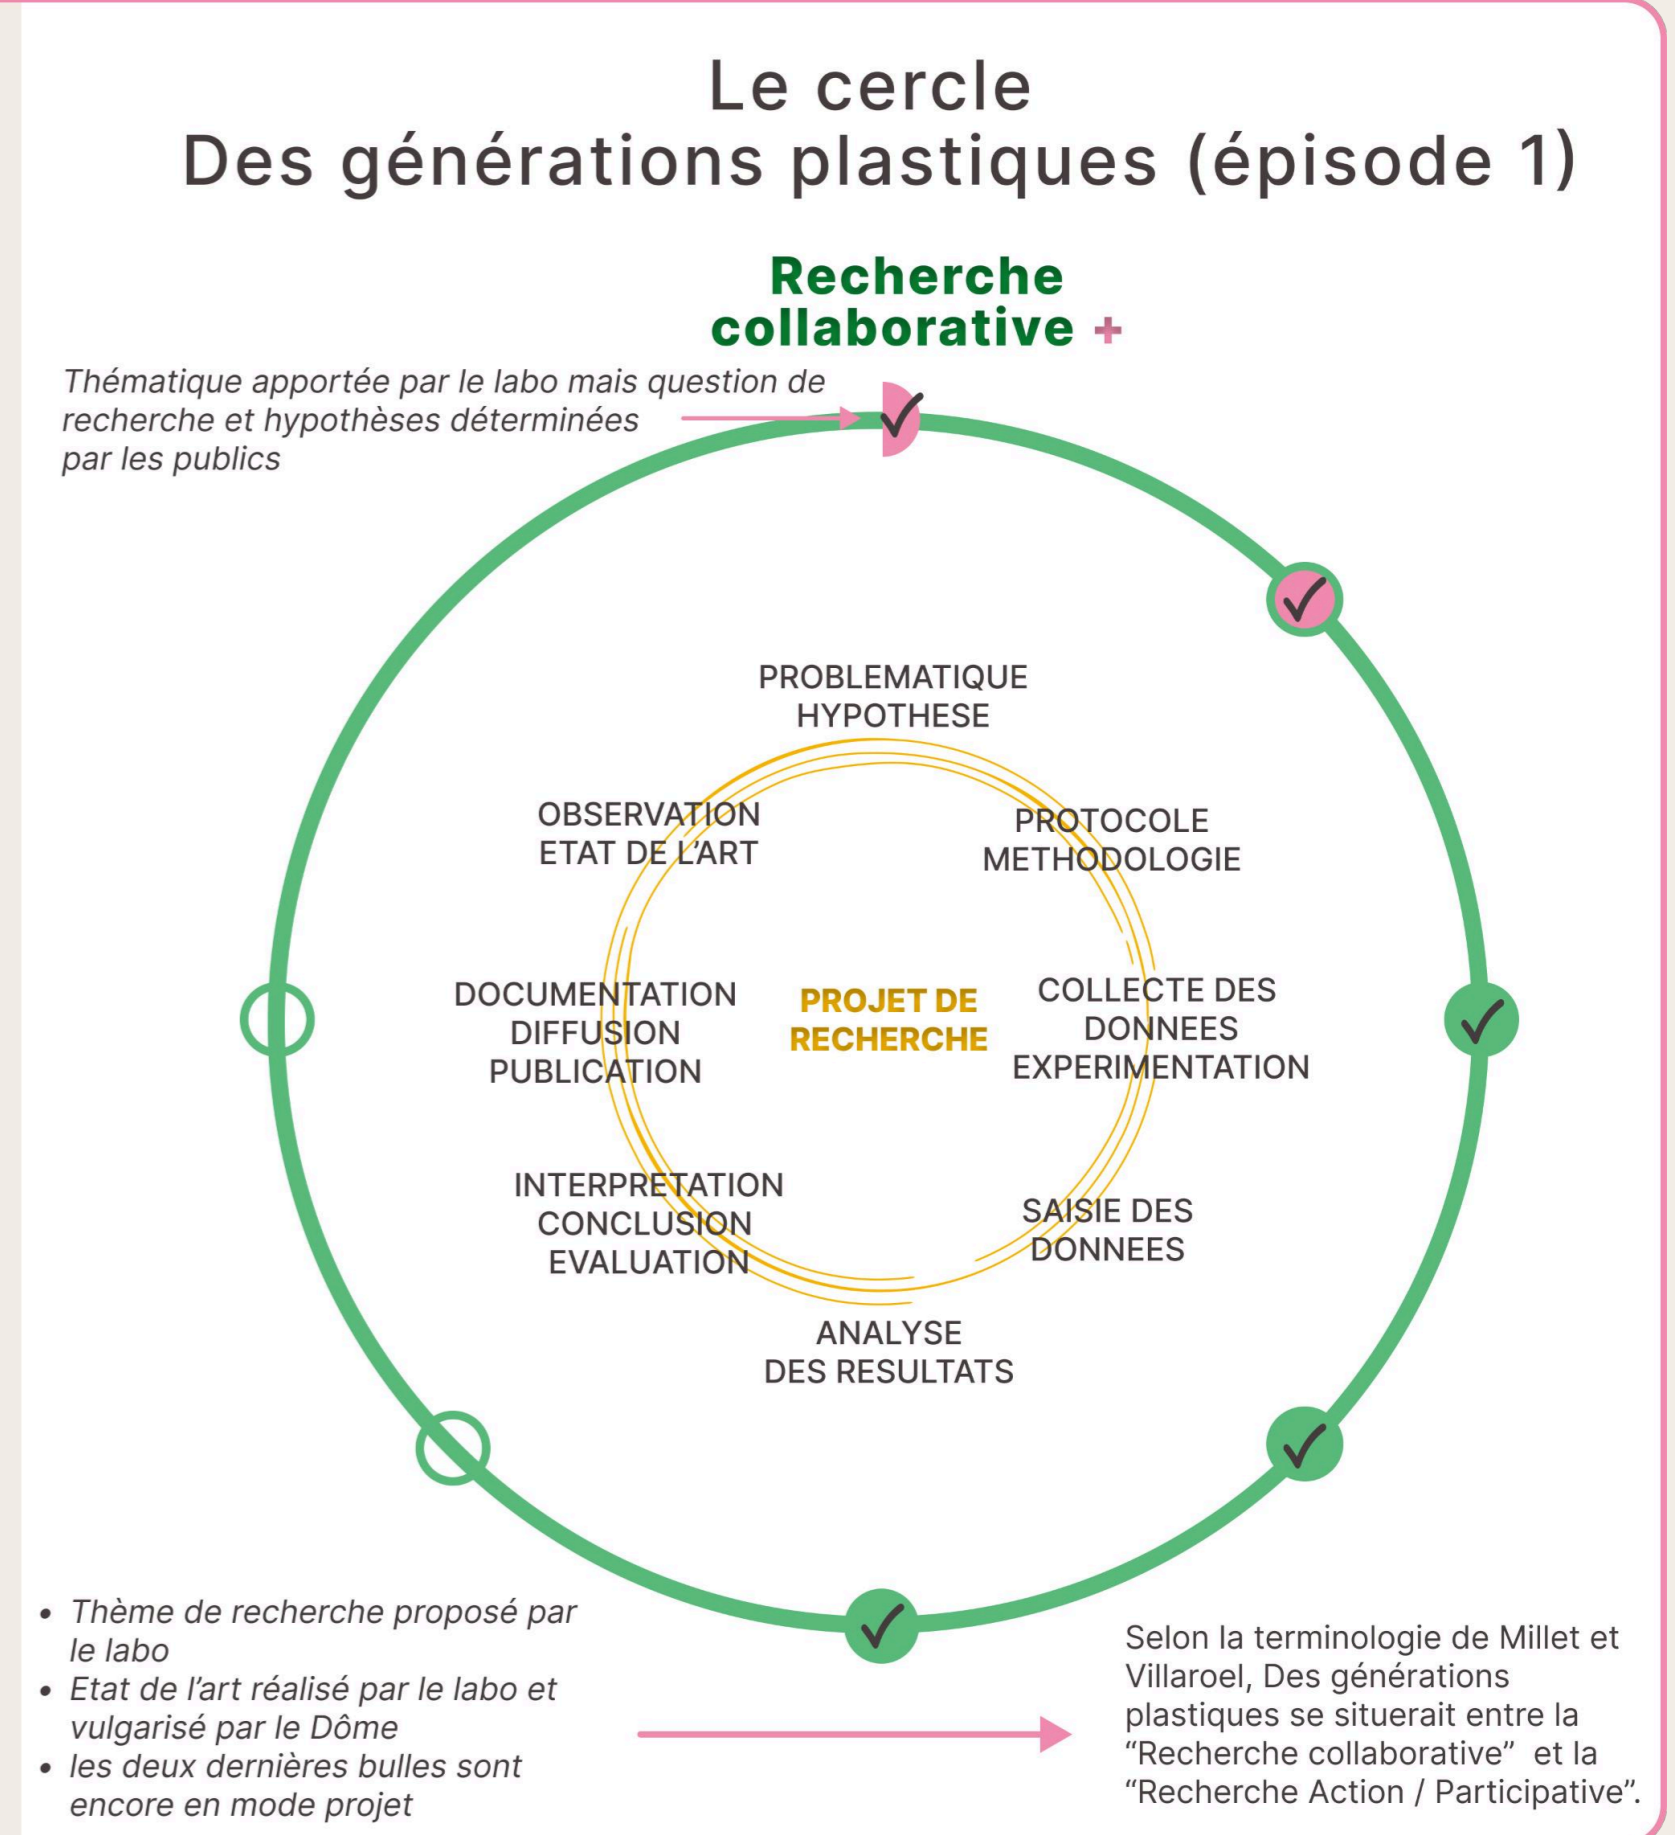 Le cercle
Des générations plastiques (épisode 1)
Recherche
collaborative +
Thématique apportée par le labo mais question de
recherche et hypothèses déterminées
par les publics
PROBLEMATIQUE
HYPOTHESE
OBSERVATION
ETAT DE L'ART
PROTOCOLE
METHODOLOGIE
DOCUMENTATION
DIFFUSION
PUBLICATION
PROJET DE
RECHERCHE
COLLECTE DES
DONNEES
EXPERIMENTATION
INTERPRETATION
CONCLUSION
EVALUATION
SAISIE DES
DONNEES
ANALYSE
DES RESULTATS
• Thème de recherche proposé par
le labo
• Etat de l'art réalisé par le labo et
vulgarisé par le Dôme
• les deux dernières bulles sont
encore en mode projet
Selon la terminologie de Millet et
Villaroel, Des générations
plastiques se situerait entre la
“Recherche collaborative” et la
“Recherche Action / Participative”.